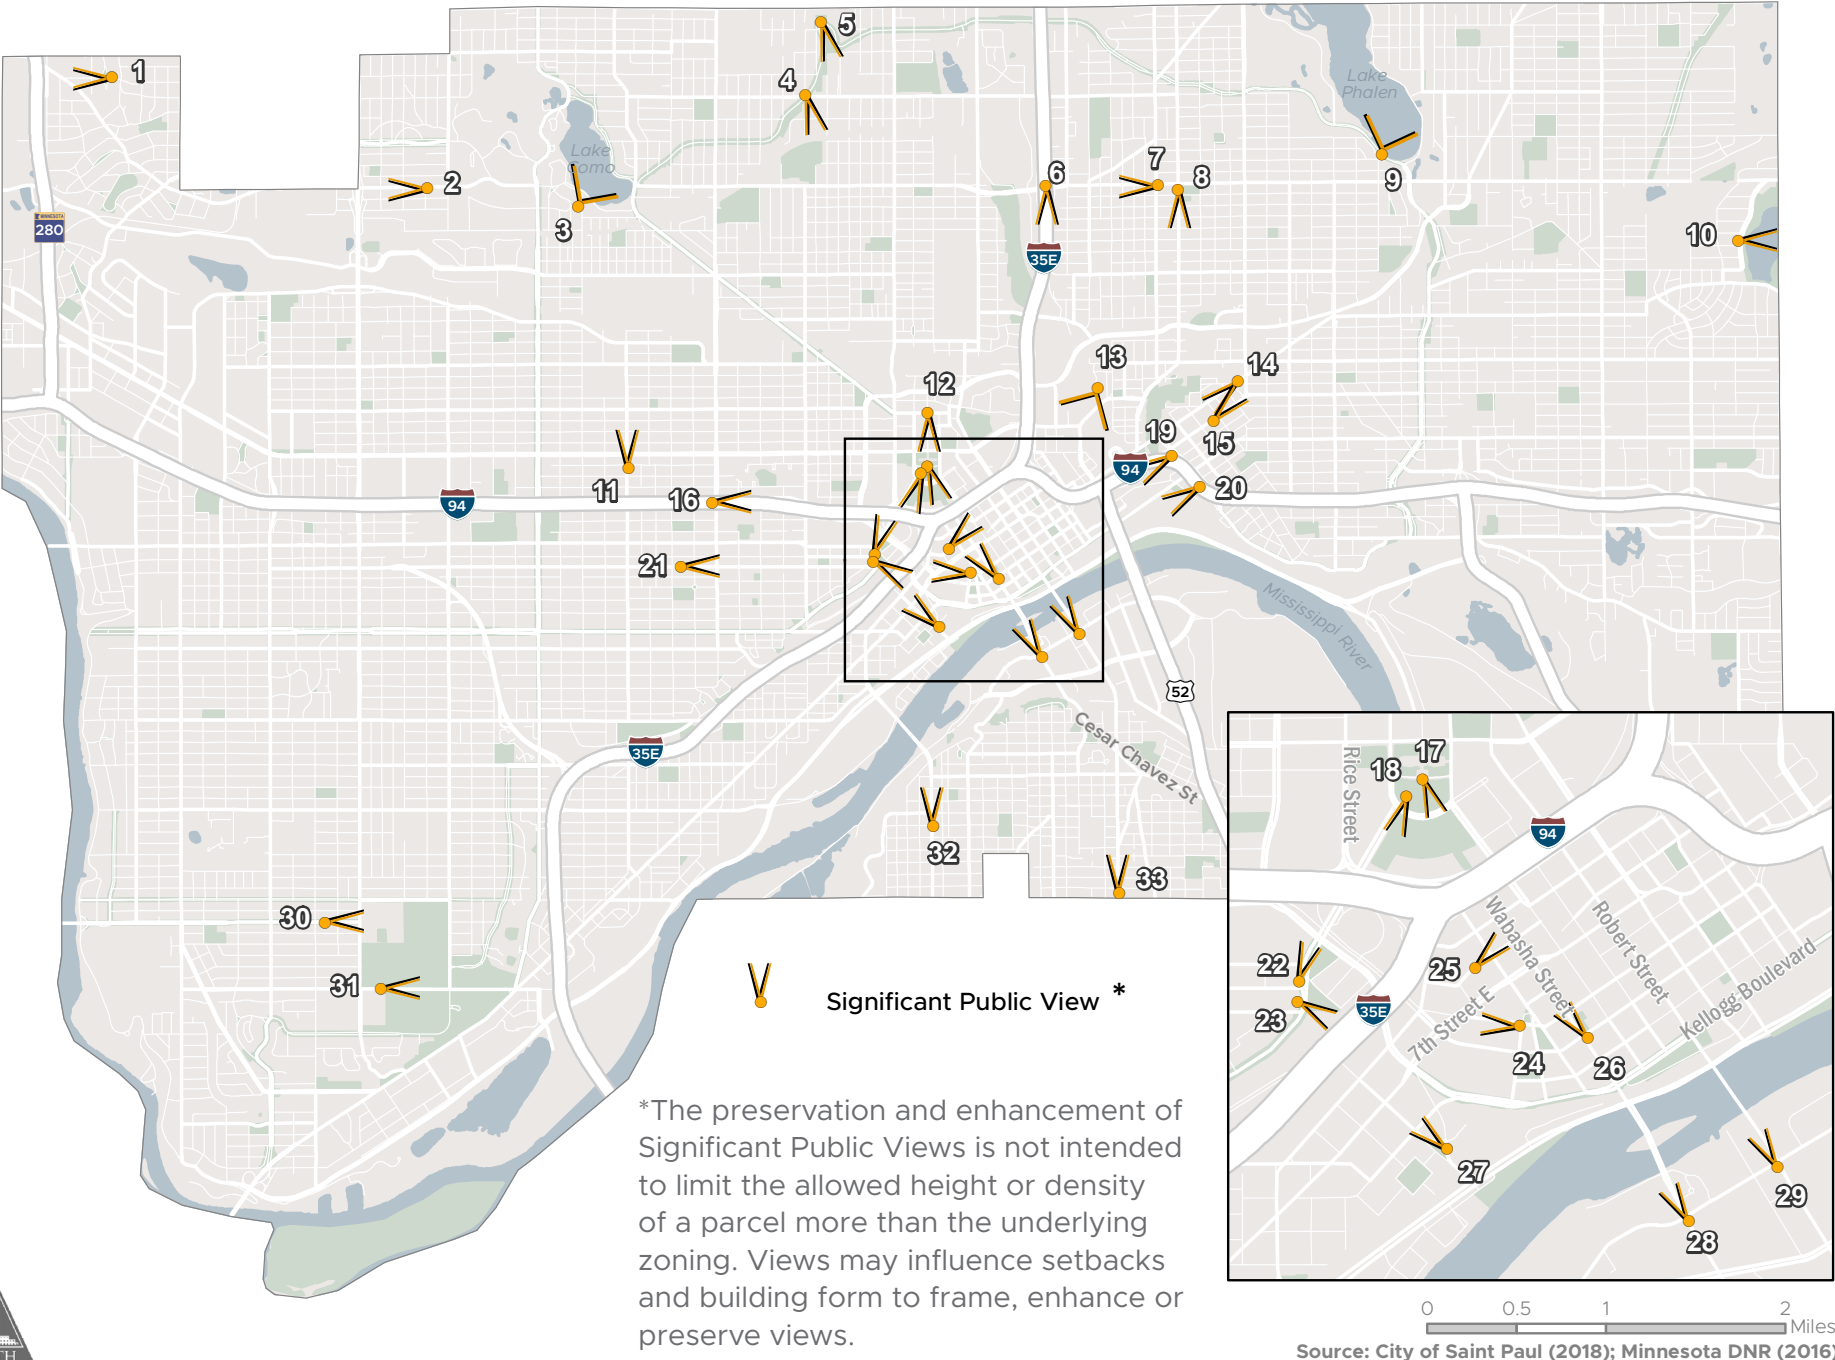 1
2
3
4
5
6
7
8
9
10
11
12
13
14
15
16
19
20
21
30
31
32
33
MINNESOTA
280
35E
94
94
35E
52
Lake
Como
Lake
Phalen
Mississippi River
Cesar Chavez St
17
18
22
23
24
25
26
27
28
29
94
35E
Rice Street
Wabasha Street
Robert Street
7th Street E
Kellogg Boulevard
Significant Public View *
*The preservation and enhancement of
Significant Public Views is not intended
to limit the allowed height or density
of a parcel more than the underlying
zoning. Views may influence setbacks
and building form to frame, enhance or
preserve views.
0 0.5 1 2
Miles
Source: City of Saint Paul (2018); Minnesota DNR (2016)